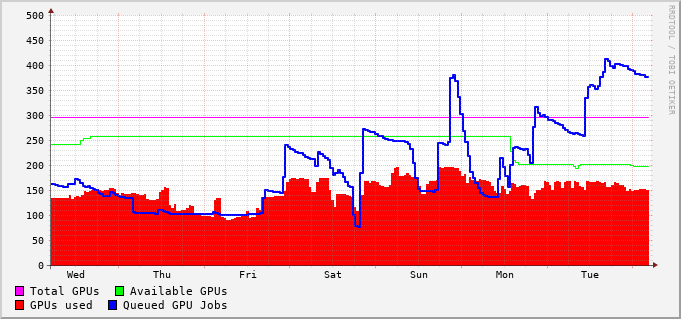 500
450
400
350
300
250
200
150
100
50
0
Wed Thu Fri Sat Sun Mon Tue
Total GPUs Available GPUs
GPUs used Queued GPU Jobs
RRDTOOL / TOBI OETIKER